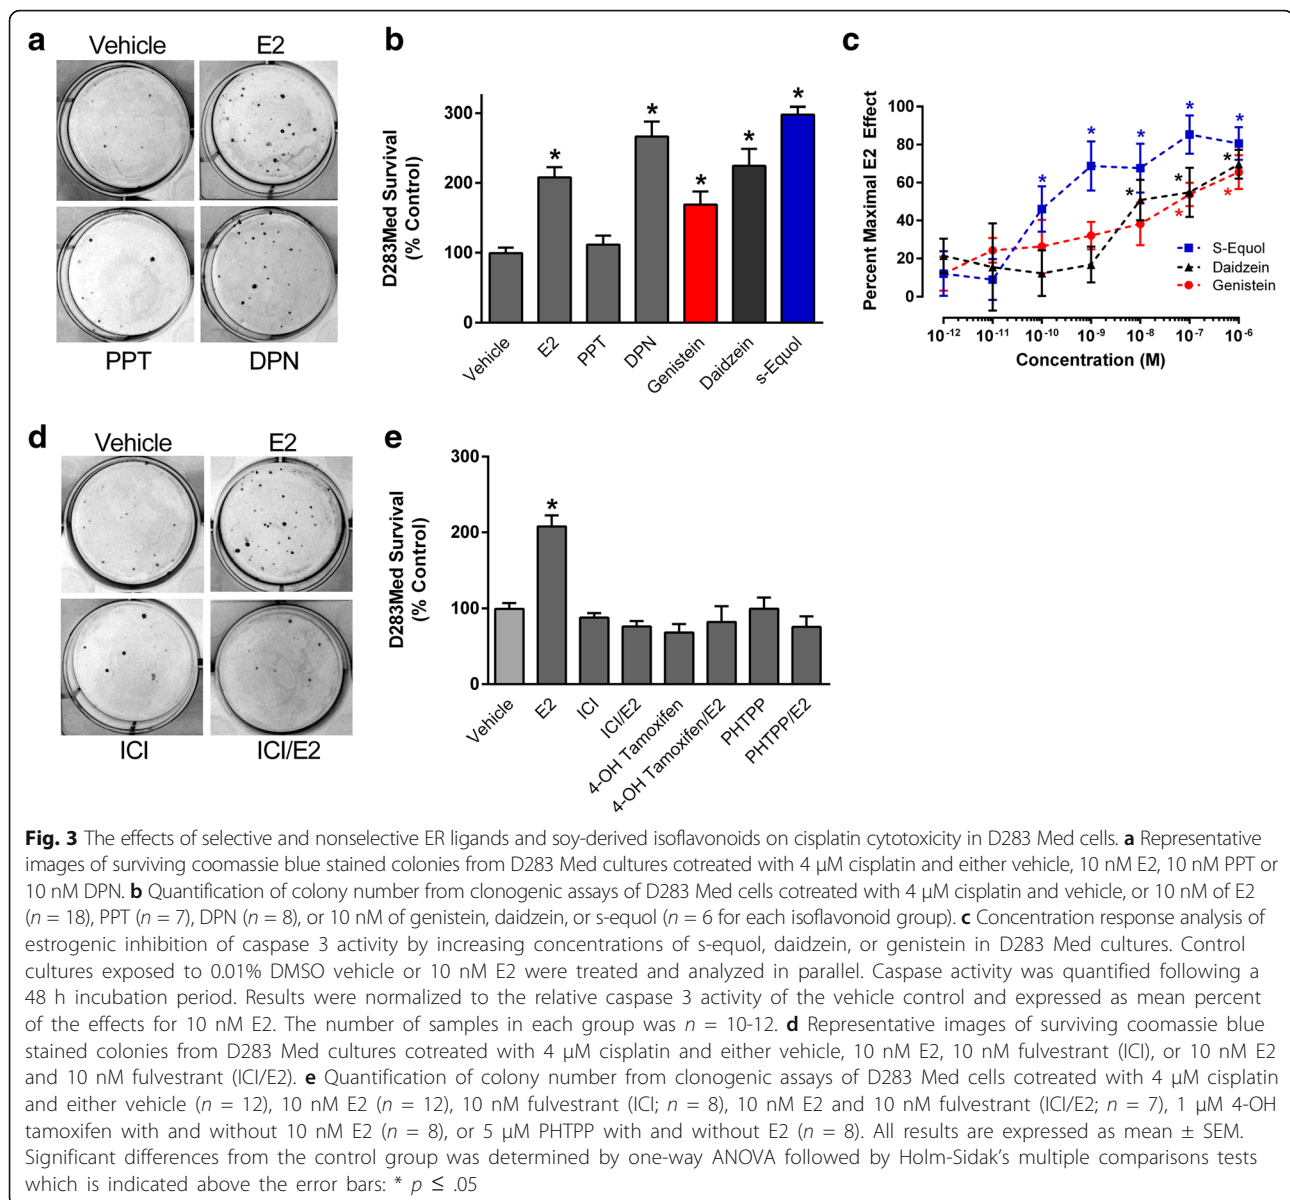 a
Vehicle
E2
PPT
DPN
b
D283Med Survival
(% Control)
300
200
100
0
*
*
*
*
*
Vehicle
E2
PPT
DPN
Genistein
Daidzein
s-Equol
c
Percent Maximal E2 Effect
100
80
60
40
20
0
*
*
*
*
*
*
*
*
*
*
S-Equol
Daidzein
Genistein
10-12
10-11
10-10
10-9
10-8
10-7
10-6
Concentration (M)
d
Vehicle
E2
ICI
ICI/E2
e
D283Med Survival
(% Control)
300
200
100
0
*
Vehicle
E2
ICI
ICI/E2
4-OH Tamoxifen
4-OH Tamoxifen/E2
PHTPP
PHTPP/E2
Fig. 3 The effects of selective and nonselective ER ligands and soy-derived isoflavonoids on cisplatin cytotoxicity in D283 Med cells. a Representative
images of surviving coomassie blue stained colonies from D283 Med cultures cotreated with 4 μM cisplatin and either vehicle, 10 nM E2, 10 nM PPT or
10 nM DPN. b Quantification of colony number from clonogenic assays of D283 Med cells cotreated with 4 μM cisplatin and vehicle, or 10 nM of E2
(n = 18), PPT (n = 7), DPN (n = 8), or 10 nM of genistein, daidzein, or s-equol (n = 6 for each isoflavonoid group). c Concentration response analysis of
estrogenic inhibition of caspase 3 activity by increasing concentrations of s-equol, daidzein, or genistein in D283 Med cultures. Control
cultures exposed to 0.01% DMSO vehicle or 10 nM E2 were treated and analyzed in parallel. Caspase activity was quantified following a
48 h incubation period. Results were normalized to the relative caspase 3 activity of the vehicle control and expressed as mean percent
of the effects for 10 nM E2. The number of samples in each group was n = 10-12. d Representative images of surviving coomassie blue
stained colonies from D283 Med cultures cotreated with 4 μM cisplatin and either vehicle, 10 nM E2, 10 nM fulvestrant (ICI), or 10 nM E2
and 10 nM fulvestrant (ICI/E2). e Quantification of colony number from clonogenic assays of D283 Med cells cotreated with 4 μM cisplatin
and either vehicle (n = 12), 10 nM E2 (n = 12), 10 nM fulvestrant (ICI; n = 8), 10 nM E2 and 10 nM fulvestrant (ICI/E2; n = 7), 1 μM 4-OH
tamoxifen with and without 10 nM E2 (n = 8), or 5 μM PHTPP with and without E2 (n = 8). All results are expressed as mean ± SEM.
Significant differences from the control group was determined by one-way ANOVA followed by Holm-Sidak's multiple comparisons tests
which is indicated above the error bars: * p ≤ .05